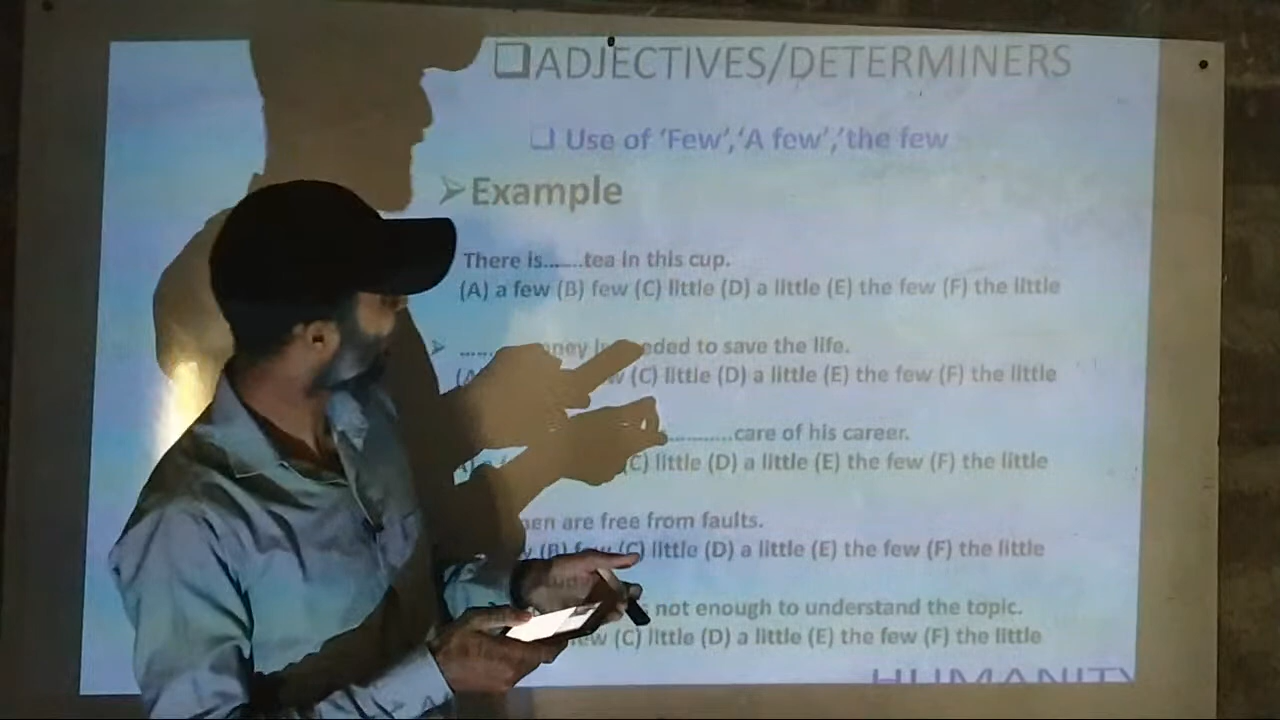 ❑ADJECTIVES/DETERMINERS
❑ Use of ‘Few’,‘A few’,‘the few
➢Example
There is.......tea in this cup.
(A) a few (B) few (C) little (D) a little (E) the few (F) the little
➢ ...... to save the life.
(C) little (D) a little (E) the few (F) the little
............care of his career.
(C) little (D) a little (E) the few (F) the little
are free from faults.
(B) few (C) little (D) a little (E) the few (F) the little
not enough to understand the topic.
(C) little (D) a little (E) the few (F) the little
HUMANITY